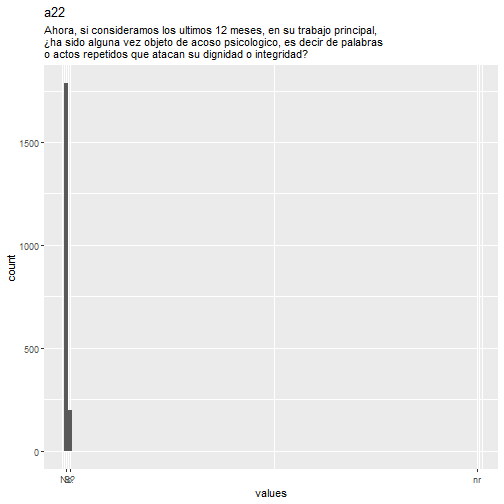 a22
Ahora, si consideramos los ultimos 12 meses, en su trabajo principal,
¿ha sido alguna vez objeto de acoso psicologico, es decir de palabras
o actos repetidos que atacan su dignidad o integridad?
1500
1000
500
0
nr
values
count